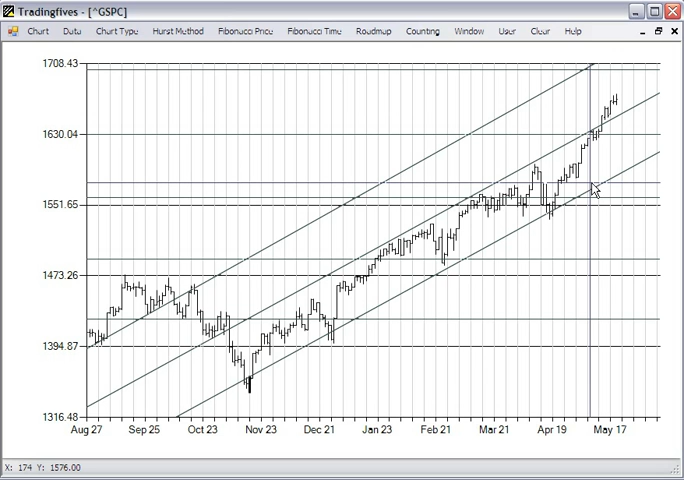 Tradingfives - [^GSPC]
Chart Data Chart Type Hurst Method Fibonacci Price Fibonacci Time Roadmap Counting Window User Clear Help
1708.43
1630.04
1551.65
1473.26
1394.87
1316.48
Aug 27 Sep 25 Oct 23 Nov 23 Dec 21 Jan 23 Feb 21 Mar 21 Apr 19 May 17
X: 174 Y: 1576.00